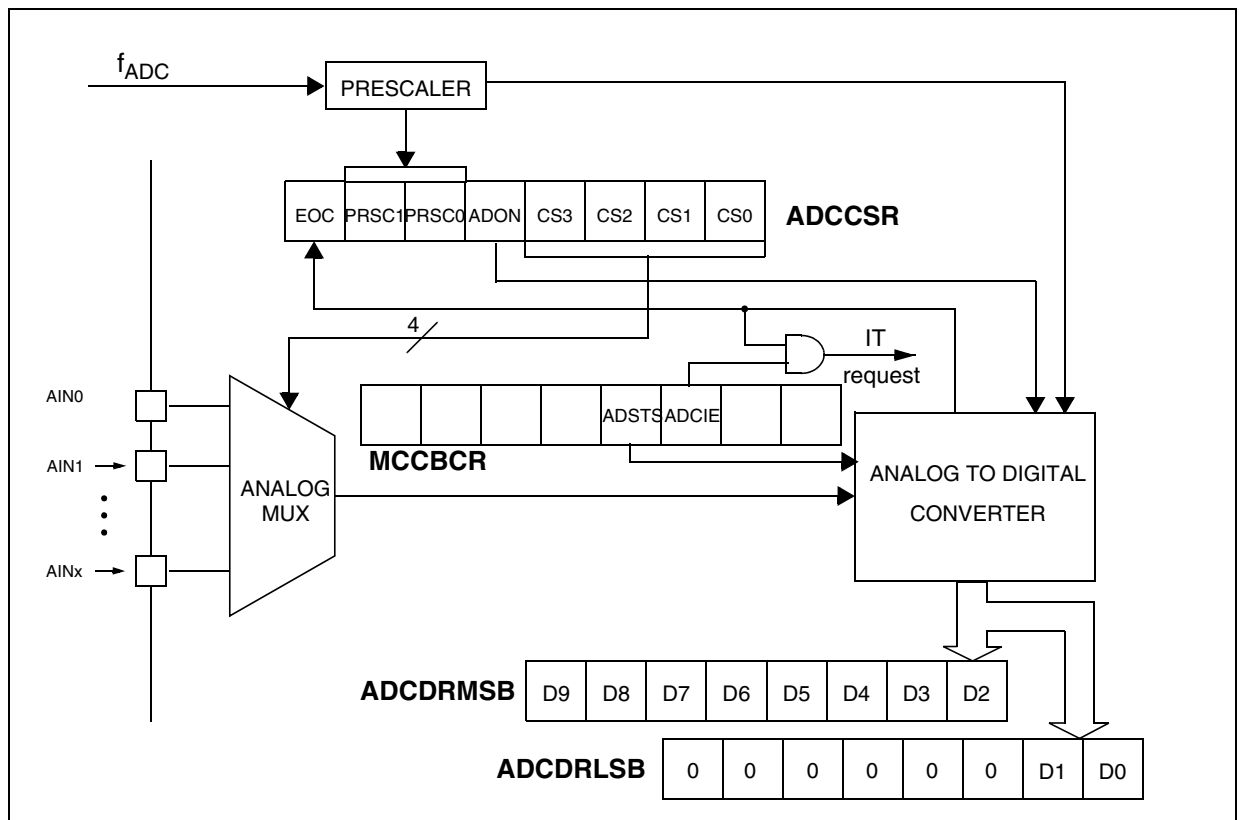 fADC
PRESCALER
EOC PRSC1 PRSC0 ADON CS3 CS2 CS1 CS0
ADCCSR
4
IT
request
AIN0
ADSTS ADCIE
MCCBCR
AIN1
ANALOG
MUX
ANALOG TO DIGITAL
CONVERTER
AINx
ADCDRMSB
D9 D8 D7 D6 D5 D4 D3 D2
ADCDRLSB
0 0 0 0 0 0 D1 D0